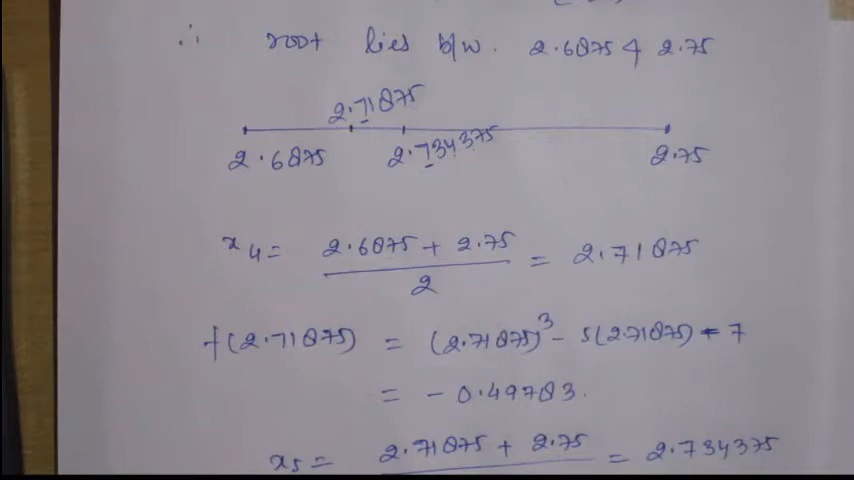 ∴ root lies b/w. 2.6875 & 2.75
2.71875
2.6875 2.734375 2.75
x4 = (2.6875 + 2.75)/2 = 2.71875
f(2.71875) = (2.71875)^3 - 5(2.71875) - 7
= - 0.49783.
x5 = 2.71875 + 2.75 = 2.734375